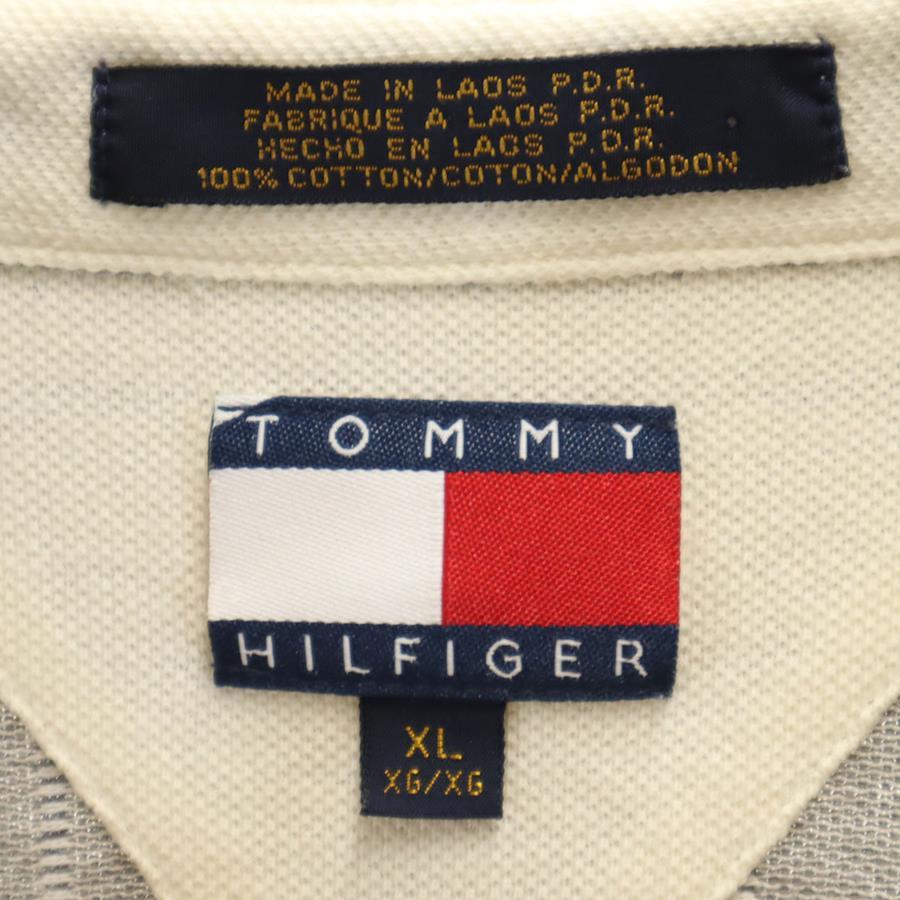 MADE IN LAOS P.D.R.
FABRIQUE A LAOS P.D.R.
HECHO EN LAOS P.D.R.
100% COTTON/COTON/ALGODON
TOMMY
HILFIGER
XL
XG/XG